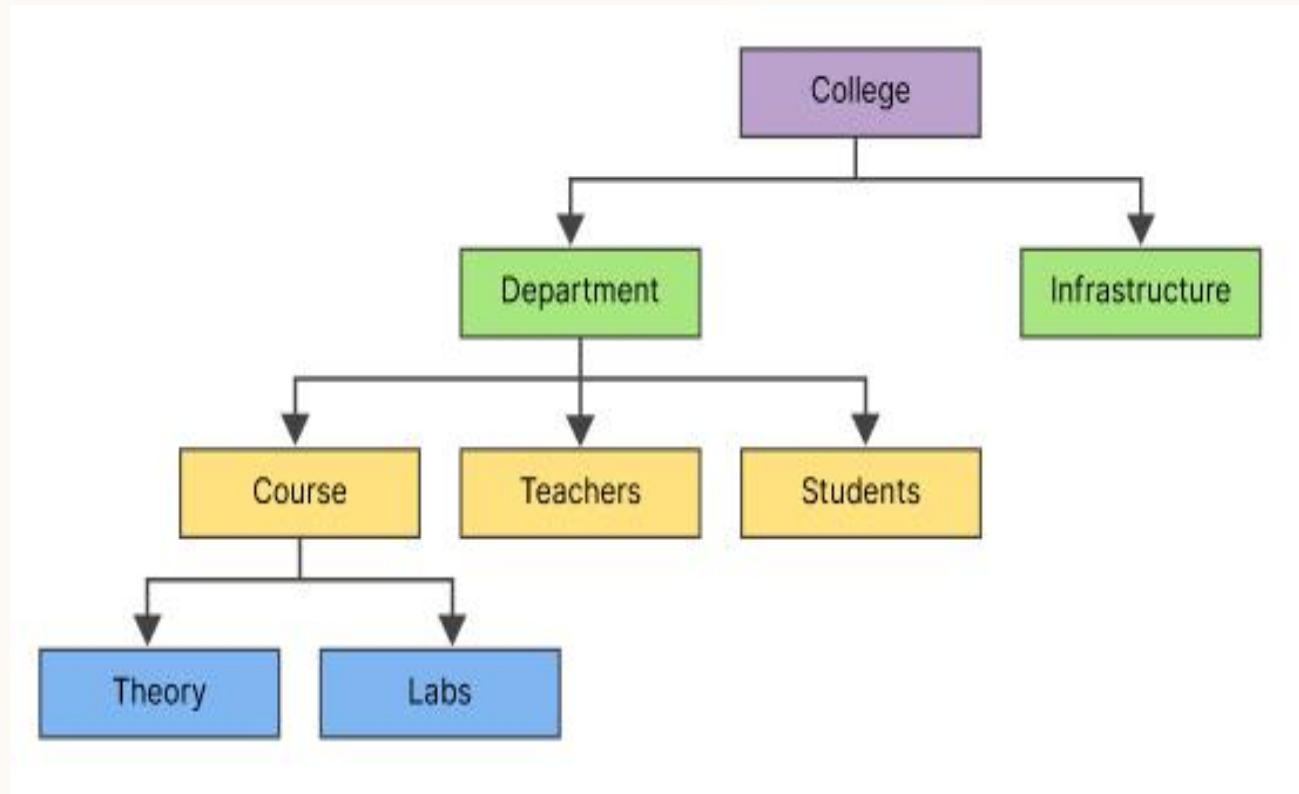 College
Department
Infrastructure
Course
Teachers
Students
Theory
Labs